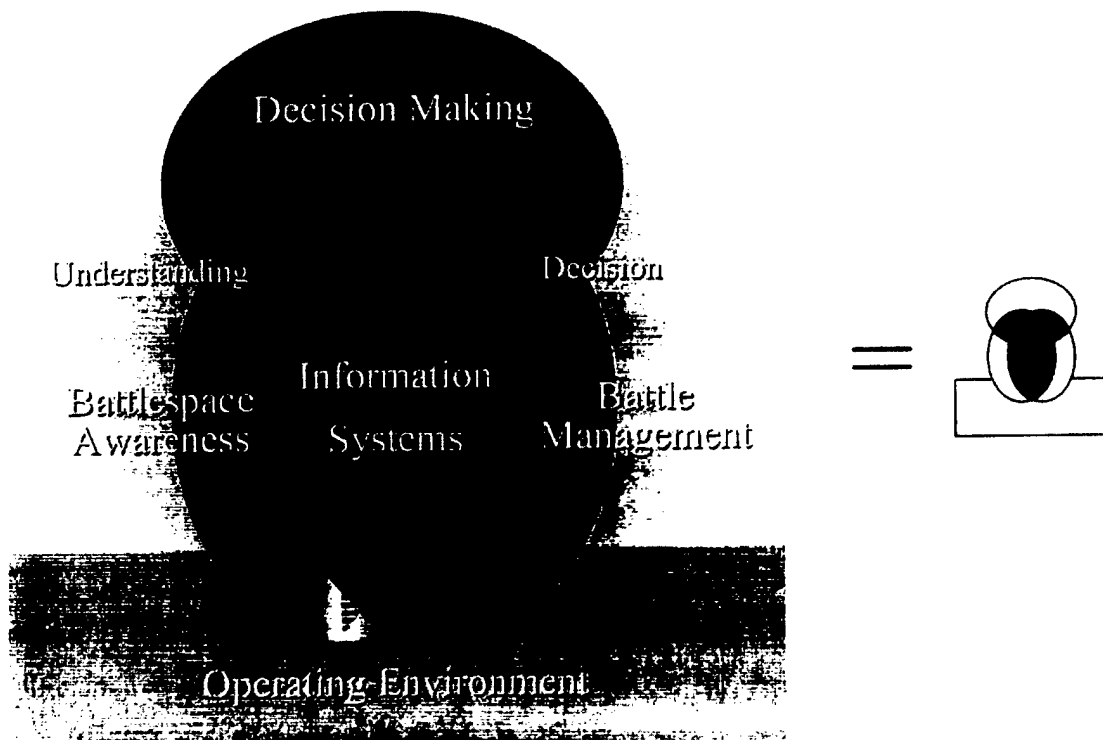 Decision Making
Understanding
Decision
Information
Systems
Battlespace
Awareness
Battle
Management
=
Operating Environment